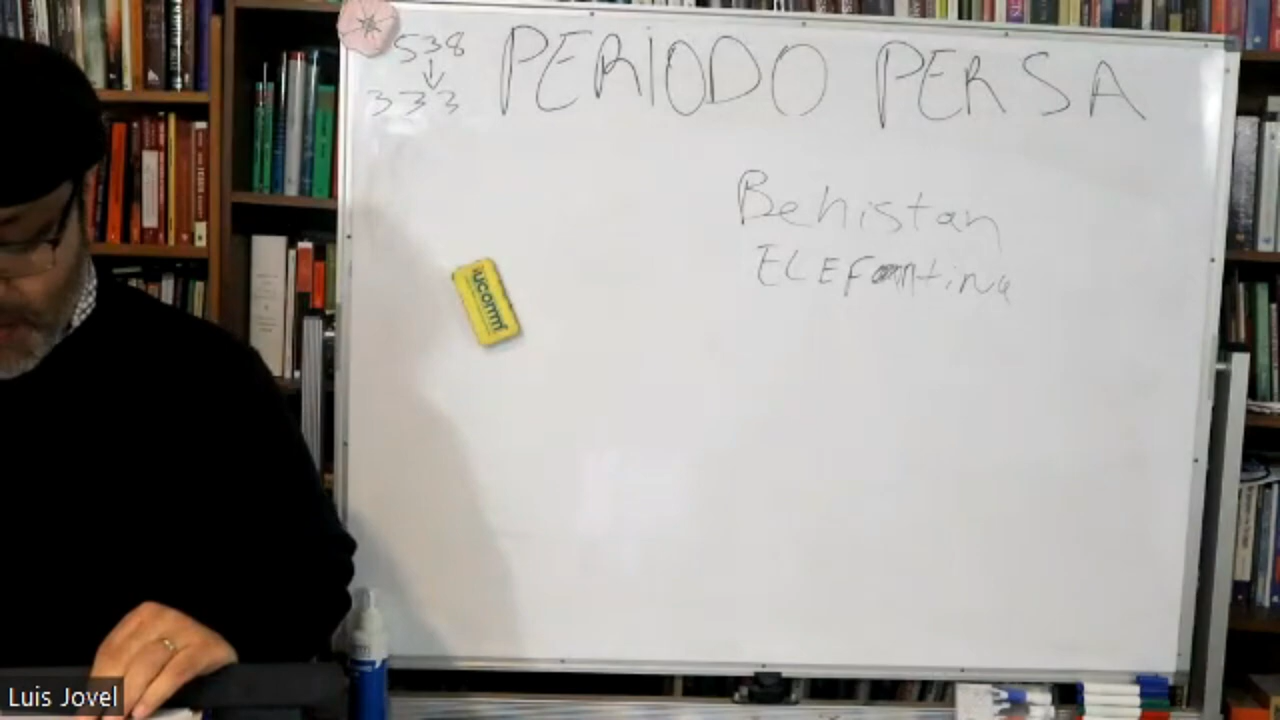 538 PERIODO PERSA
333
Behistan
ELEFantina
Luis Jovel